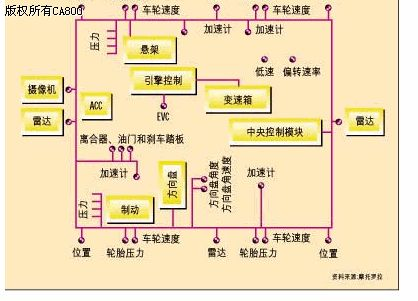 版权所有CA800
车轮速度
车轮速度
加速计
加速计
压力
悬架
引擎控制
低速
偏转速率
摄像机
ACC
变速箱
EVC
雷达
中央控制模块
雷达
离合器、油门和刹车踏板
加速计
方向盘
方向盘角度
方向盘角速度
加速计
压力
制动
车轮速度
车轮速度
位置
轮胎压力
雷达
轮胎压力
位置
资料来源:摩托罗拉